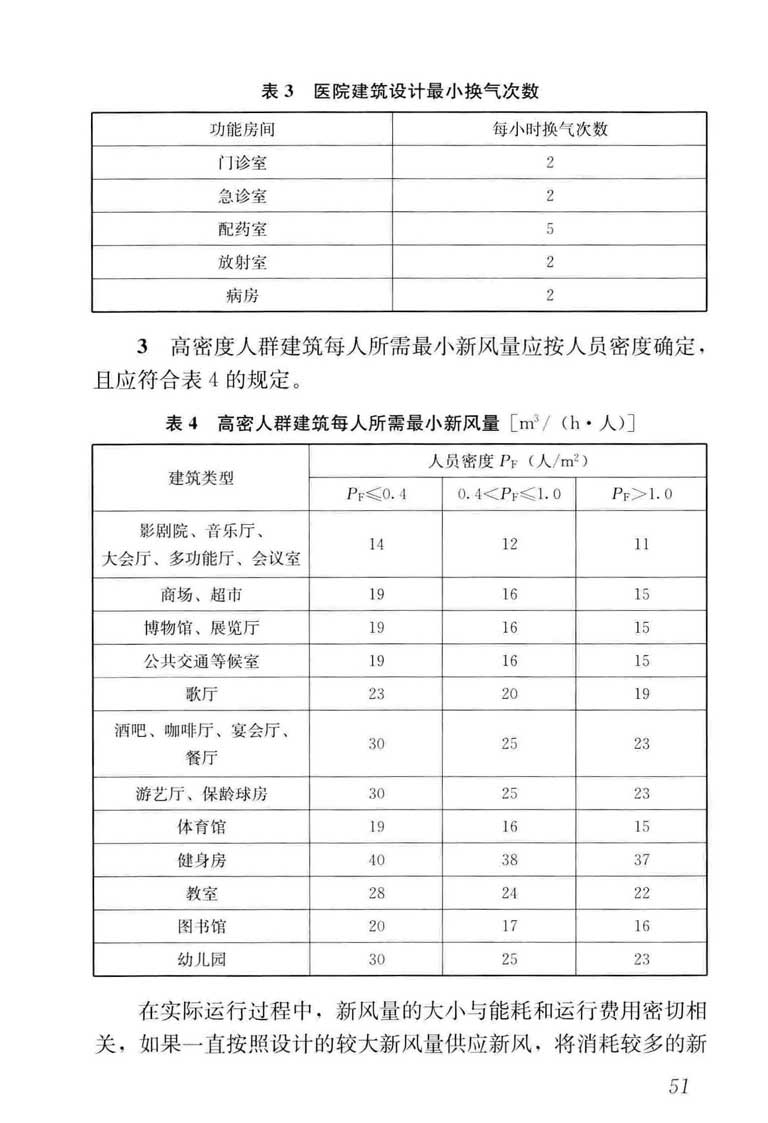 表 3 医院建筑设计最小换气次数
功能房间 每小时换气次数
门诊室 2
急诊室 2
配药室 5
放射室 2
病房 2
3 高密度人群建筑每人所需最小新风量应按人员密度确定，
且应符合表 4 的规定。
表 4 高密人群建筑每人所需最小新风量［m³/（h·人）］
建筑类型 人员密度 PF（人/m²）
PF≤0.4 0.4<PF≤1.0 PF>1.0
影剧院、音乐厅、
大会厅、多功能厅、会议室 14 12 11
商场、超市 19 16 15
博物馆、展览厅 19 16 15
公共交通等候室 19 16 15
歌厅 23 20 19
酒吧、咖啡厅、宴会厅、
餐厅 30 25 23
游艺厅、保龄球房 30 25 23
体育馆 19 16 15
健身房 40 38 37
教室 28 24 22
图书馆 20 17 16
幼儿园 30 25 23
在实际运行过程中，新风量的大小与能耗和运行费用密切相
关，如果一直按照设计的较大新风量供应新风，将消耗较多的新
51